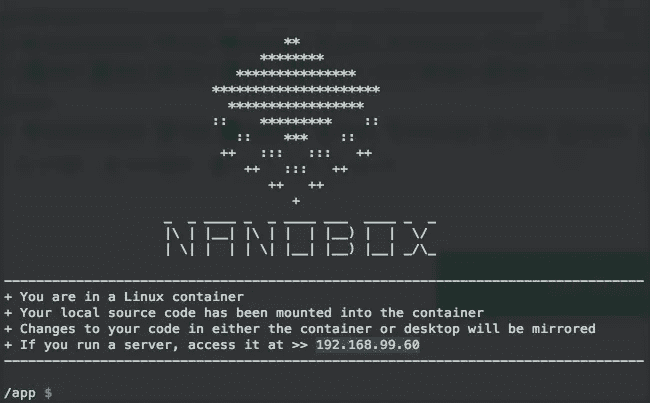 NANOBOX
+ You are in a Linux container
+ Your local source code has been mounted into the container
+ Changes to your code in either the container or desktop will be mirrored
+ If you run a server, access it at >> 192.168.99.60
/app $